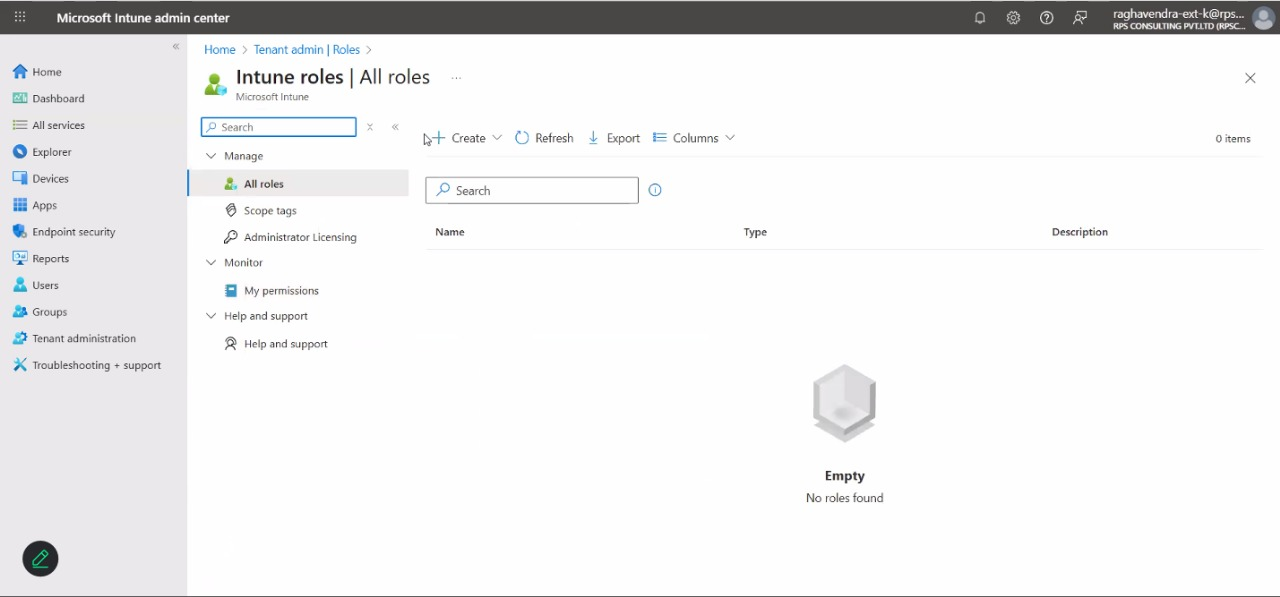 Microsoft Intune admin center
raghavendra-ext-k@rps...
RPS CONSULTING PVT.LTD (RPSC...
«
Home > Tenant admin | Roles >
Home
Dashboard
All services
Explorer
Devices
Apps
Endpoint security
Reports
Users
Groups
Tenant administration
Troubleshooting + support
Intune roles | All roles ...
Microsoft Intune
Search
«
Manage
All roles
Scope tags
Administrator Licensing
Monitor
My permissions
Help and support
Help and support
Create Refresh Export Columns 0 items
Search
Name Type Description
Empty
No roles found